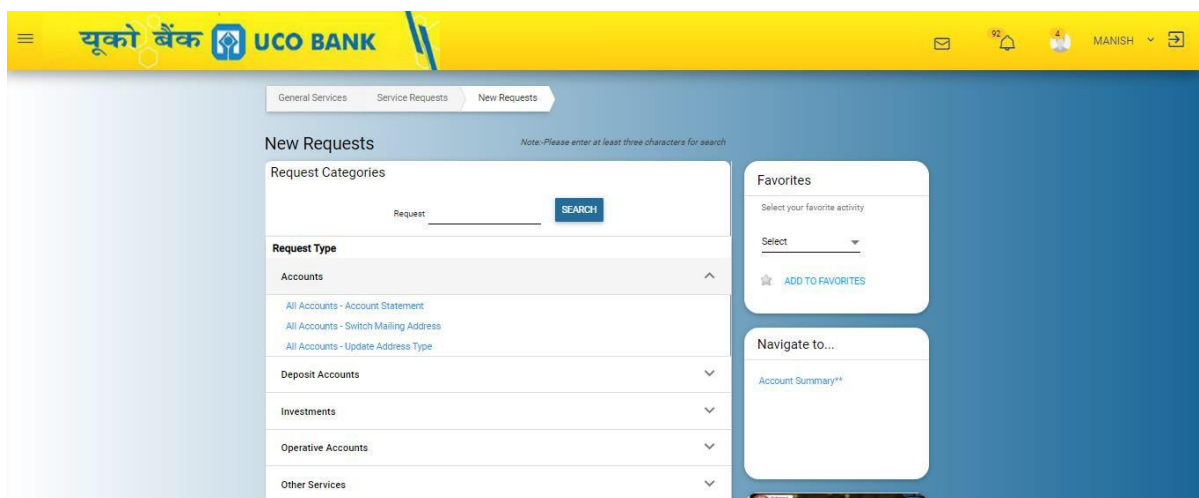 यूको बैंक UCO BANK
92
4
MANISH
General Services Service Requests New Requests
New Requests
Note:-Please enter at least three characters for search
Request Categories
Request SEARCH
Request Type
Accounts
All Accounts - Account Statement
All Accounts - Switch Mailing Address
All Accounts - Update Address Type
Deposit Accounts
Investments
Operative Accounts
Other Services
Favorites
Select your favorite activity
Select
ADD TO FAVORITES
Navigate to...
Account Summary**